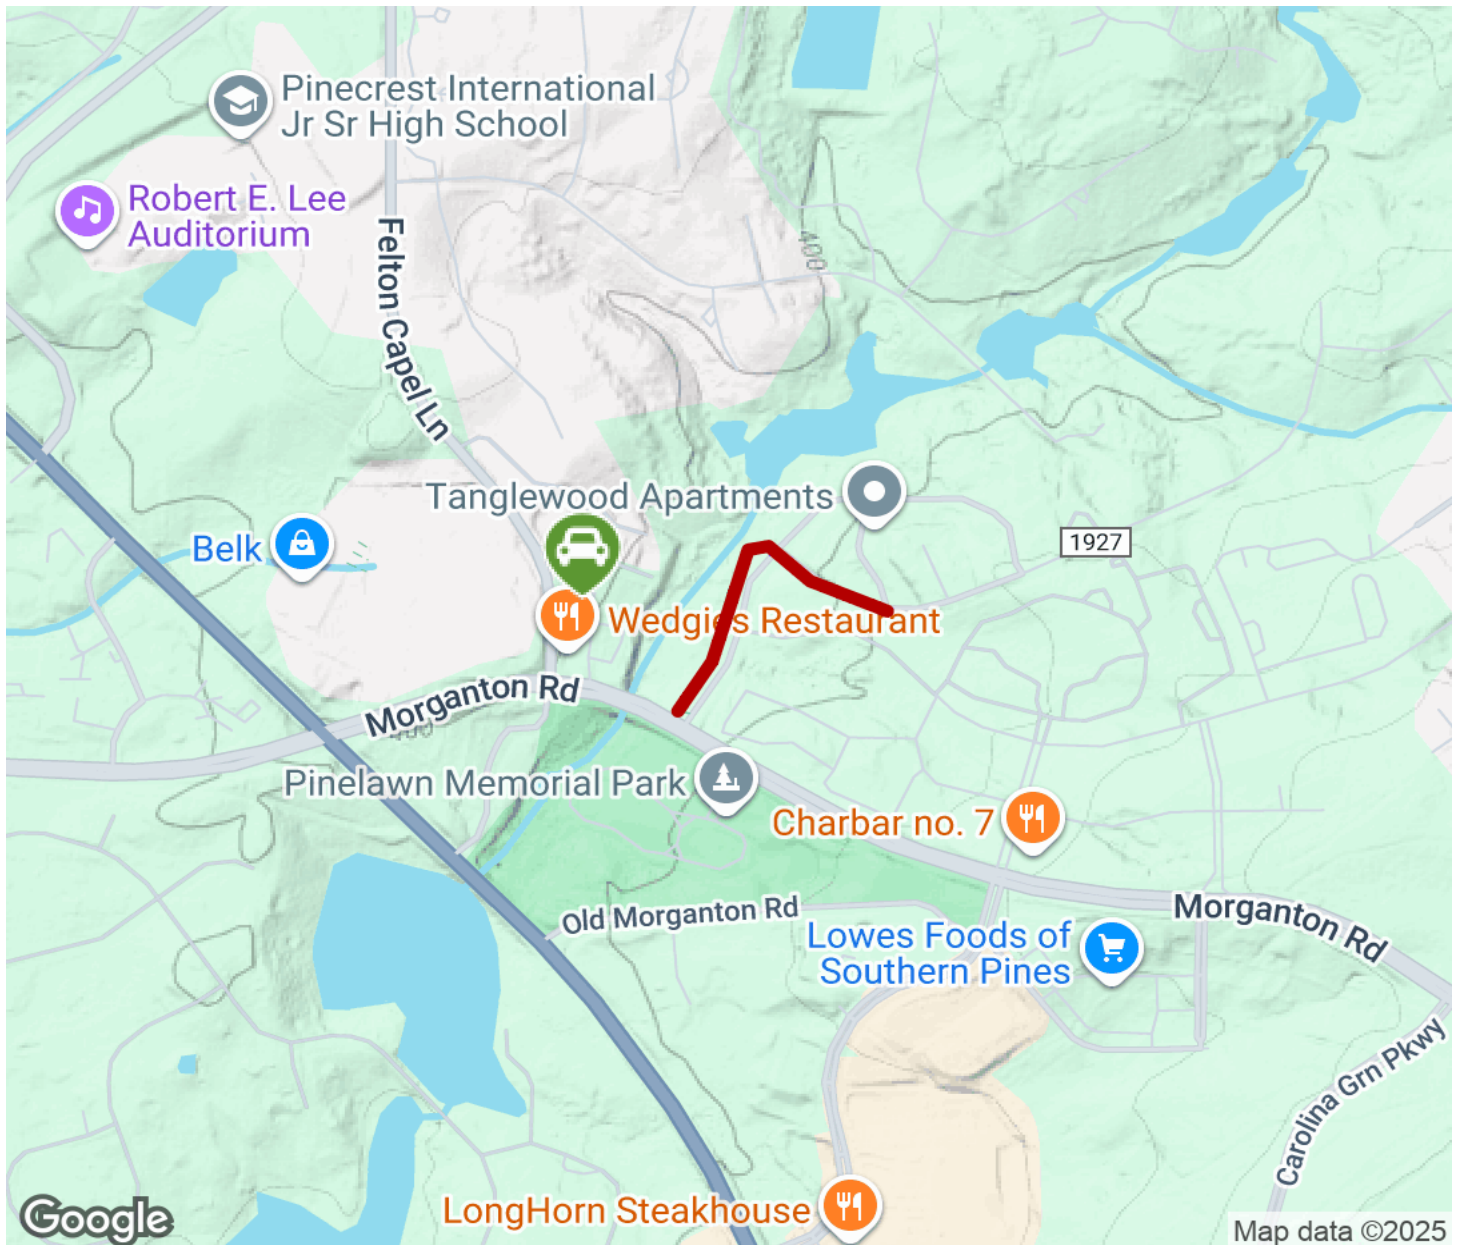 Pinecrest International
Jr Sr High School
Robert E. Lee
Auditorium
Felton Capel Ln
400
Tanglewood Apartments
Belk
1927
Wedgies Restaurant
Morganton Rd
400
Pinelawn Memorial Park
Charbar no. 7
Old Morganton Rd
Morganton Rd
Lowes Foods of
Southern Pines
Carolina Grn Pkwy
LongHorn Steakhouse
Google
Map data ©2025